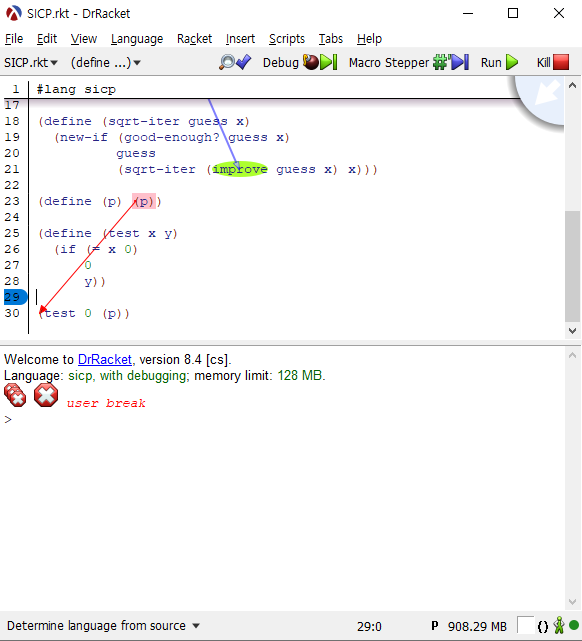 SICP.rkt - DrRacket
File Edit View Language Racket Insert Scripts Tabs Help
SICP.rkt (define ...) Debug Macro Stepper Run Kill
1 #lang sicp
17
18 (define (sqrt-iter guess x)
19 (new-if (good-enough? guess x)
20 guess
21 (sqrt-iter (improve guess x) x)))
22
23 (define (p) (p))
24
25 (define (test x y)
26 (if (= x 0)
27 0
28 y))
29
30 (test 0 (p))
Welcome to DrRacket, version 8.4 [cs].
Language: sicp, with debugging; memory limit: 128 MB.
user break
>
Determine language from source 29:0 P 908.29 MB ()